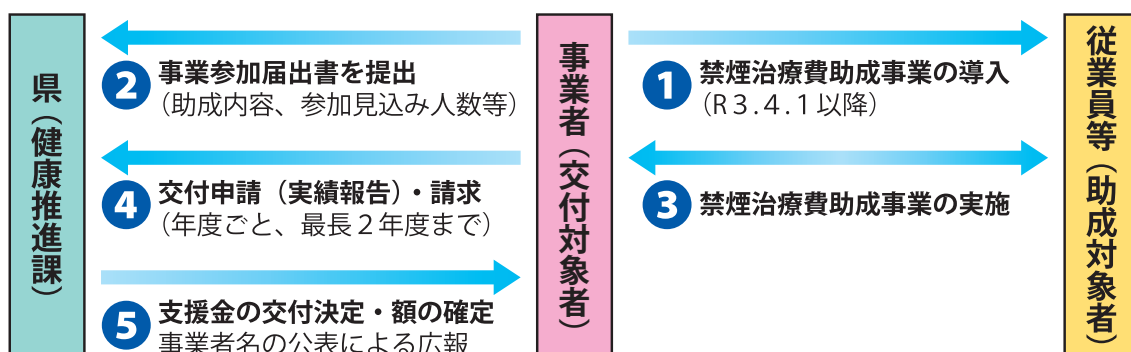 県（健康推進課）
②事業参加届出書を提出
（助成内容、参加見込み人数等）
④交付申請（実績報告）・請求
（年度ごと、最長２年度まで）
⑤支援金の交付決定・額の確定
事業者名の公表による広報
事業者（交付対象者）
①禁煙治療費助成事業の導入
（R３.４.１以降）
③禁煙治療費助成事業の実施
従業員等（助成対象者）